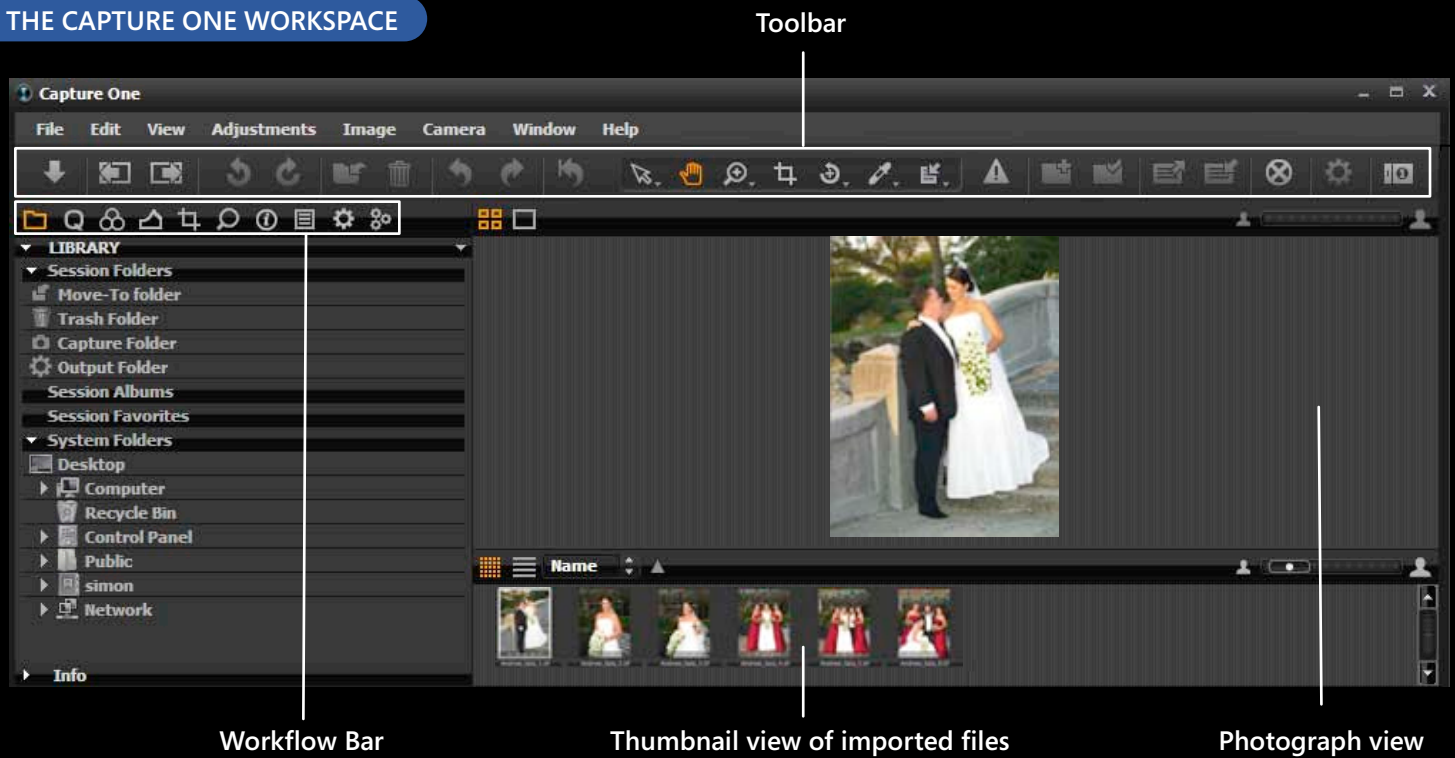 THE CAPTURE ONE WORKSPACE
Toolbar
Capture One
File Edit View Adjustments Image Camera Window Help
LIBRARY
Session Folders
Move-To folder
Trash Folder
Capture Folder
Output Folder
Session Albums
Session Favorites
System Folders
Desktop
Computer
Recycle Bin
Control Panel
Public
simon
Network
Info
Name
Workflow Bar
Thumbnail view of imported files
Photograph view